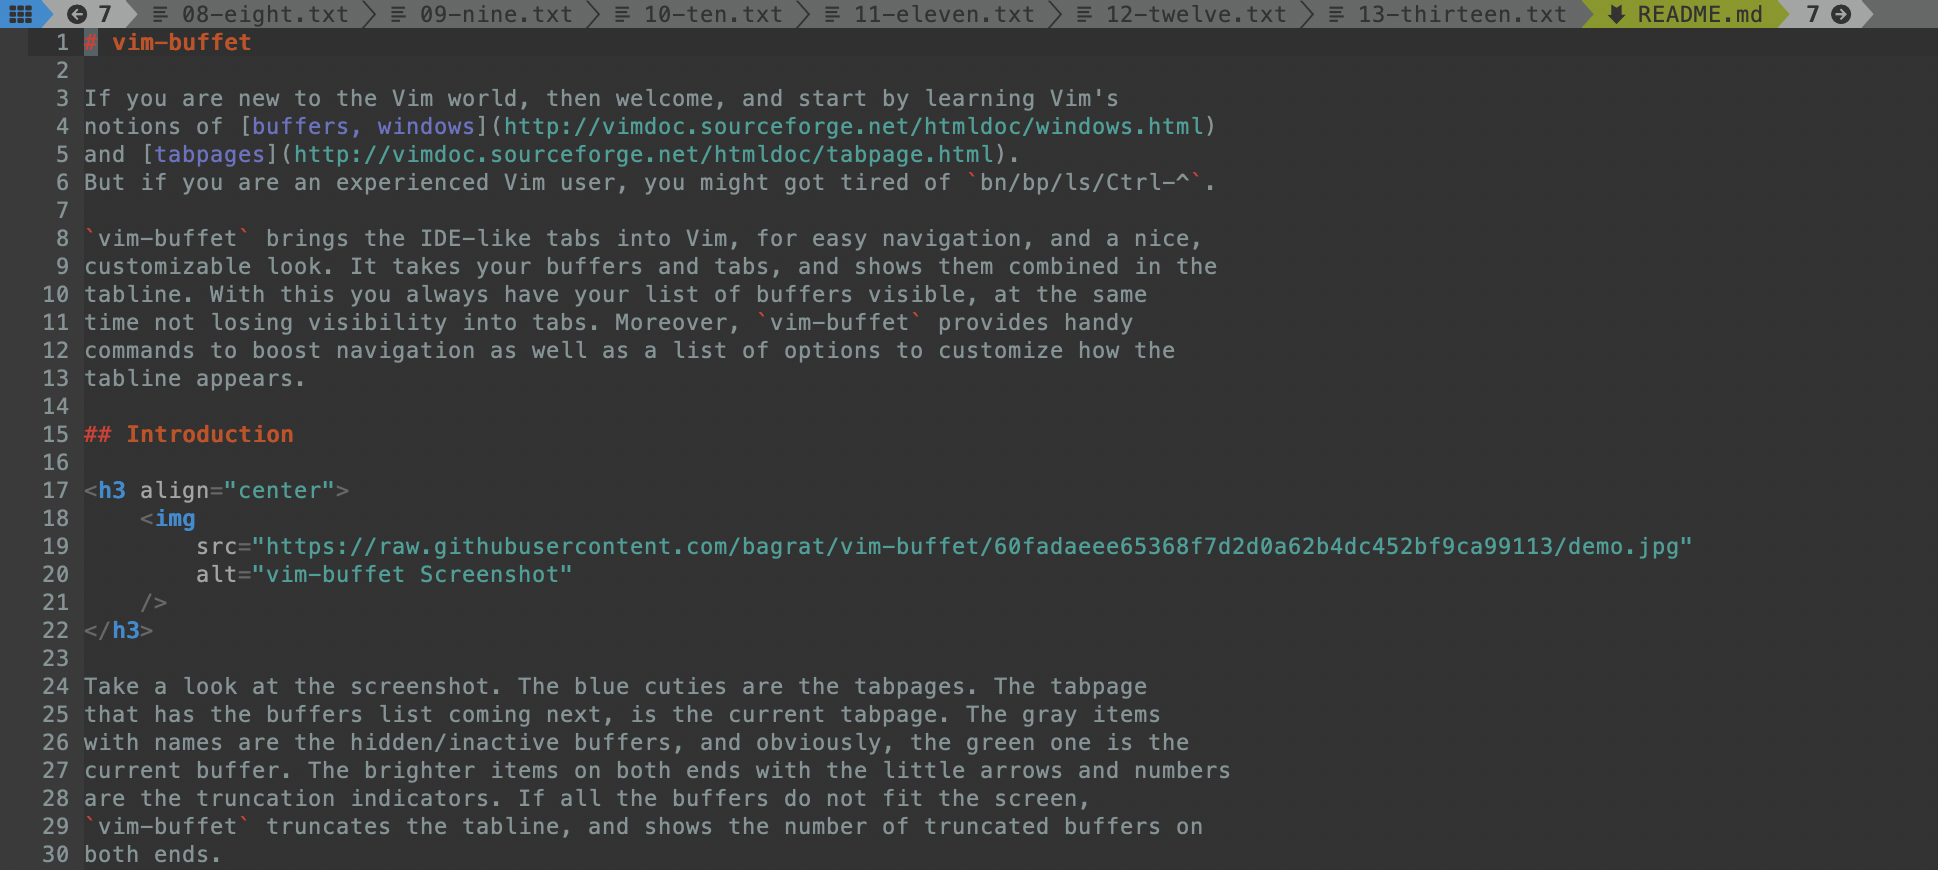 7 08-eight.txt 09-nine.txt 10-ten.txt 11-eleven.txt 12-twelve.txt 13-thirteen.txt README.md 7
1 # vim-buffet
2
3 If you are new to the Vim world, then welcome, and start by learning Vim's
4 notions of [buffers, windows](http://vimdoc.sourceforge.net/htmldoc/windows.html)
5 and [tabpages](http://vimdoc.sourceforge.net/htmldoc/tabpage.html).
6 But if you are an experienced Vim user, you might got tired of `bn/bp/ls/Ctrl-^`.
7
8 `vim-buffet` brings the IDE-like tabs into Vim, for easy navigation, and a nice,
9 customizable look. It takes your buffers and tabs, and shows them combined in the
10 tabline. With this you always have your list of buffers visible, at the same
11 time not losing visibility into tabs. Moreover, `vim-buffet` provides handy
12 commands to boost navigation as well as a list of options to customize how the
13 tabline appears.
14
15 ## Introduction
16
17 <h3 align="center">
18     <img
19         src="https://raw.githubusercontent.com/bagrat/vim-buffet/60fadaeee65368f7d2d0a62b4dc452bf9ca99113/demo.jpg"
20         alt="vim-buffet Screenshot"
21     />
22 </h3>
23
24 Take a look at the screenshot. The blue cuties are the tabpages. The tabpage
25 that has the buffers list coming next, is the current tabpage. The gray items
26 with names are the hidden/inactive buffers, and obviously, the green one is the
27 current buffer. The brighter items on both ends with the little arrows and numbers
28 are the truncation indicators. If all the buffers do not fit the screen,
29 `vim-buffet` truncates the tabline, and shows the number of truncated buffers on
30 both ends.